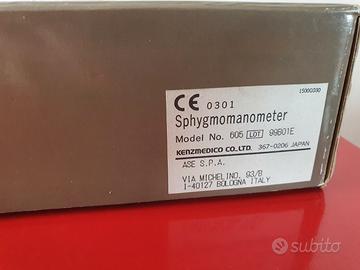 15000330
CE 0301
Sphygmomanometer
Model No. 605 LOT 99B01E
KENZMEDICO CO.LTD. 367-0206 JAPAN
ASE S.P.A.
VIA MICHELINO, 93/B
I-40127 BOLOGNA ITALY
subito